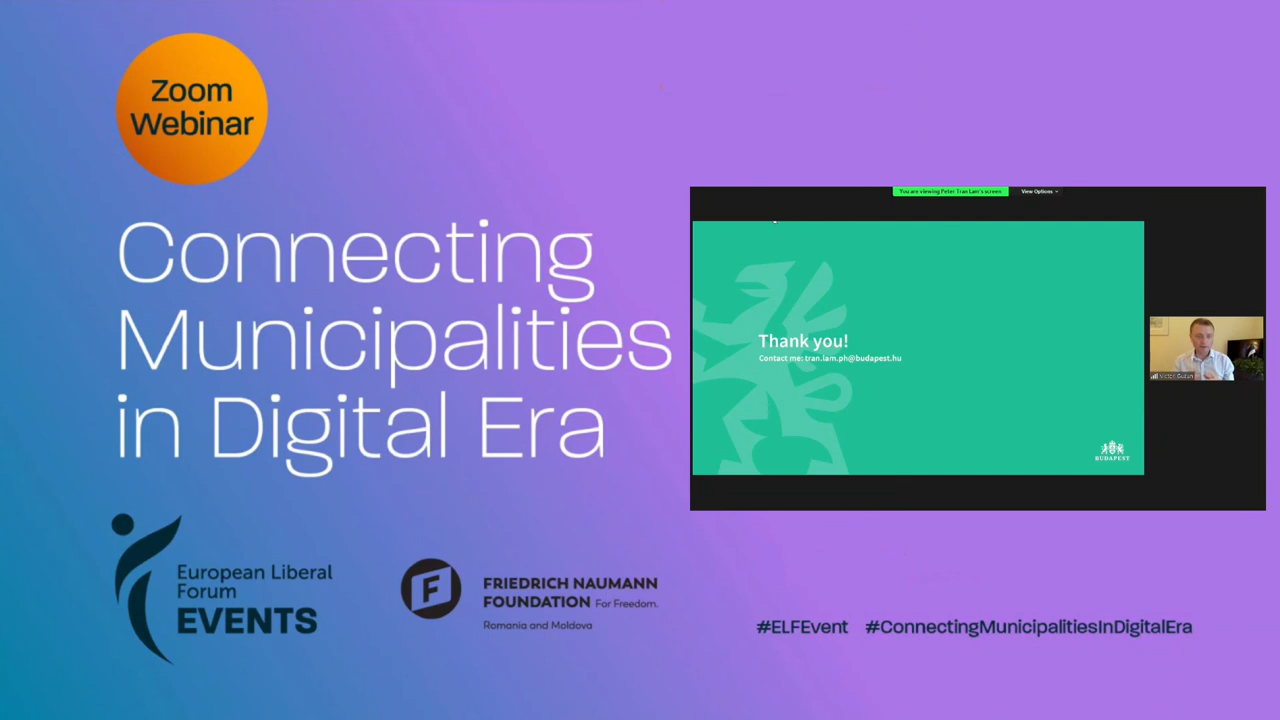 Zoom
Webinar
Connecting
Municipalities
in Digital Era
European Liberal
Forum
EVENTS
F
FRIEDRICH NAUMANN
FOUNDATION For Freedom.
Romania and Moldova
You are viewing Peter Tran Lam's screen
View Options
Thank you!
Contact me: tran.lam.ph@budapest.hu
BUDAPEST
#ELFEvent #ConnectingMunicipalitiesInDigitalEra